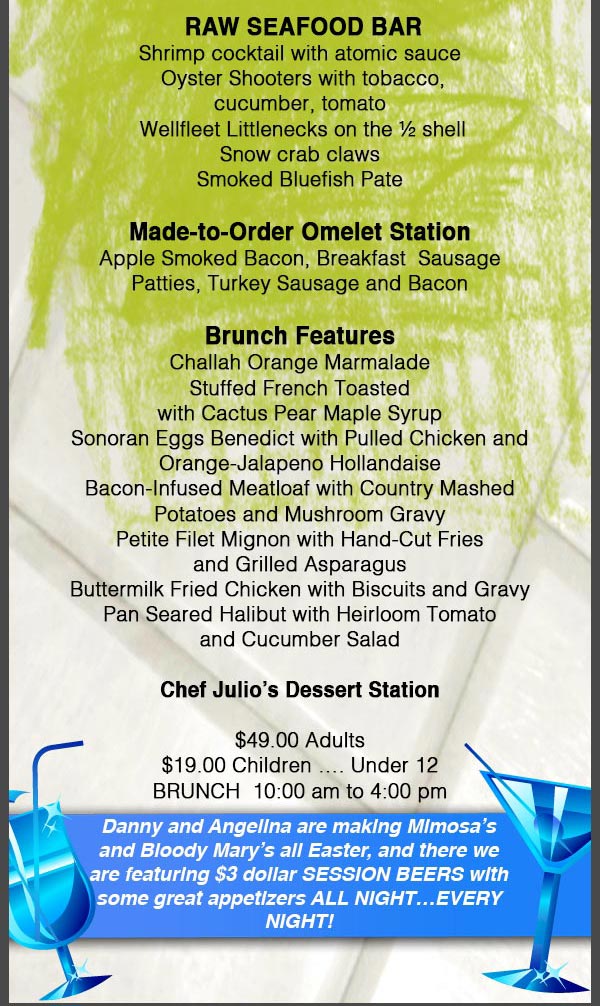 RAW SEAFOOD BAR
Shrimp cocktail with atomic sauce
Oyster Shooters with tobacco,
cucumber, tomato
Wellfleet Littlenecks on the ½ shell
Snow crab claws
Smoked Bluefish Pate
Made-to-Order Omelet Station
Apple Smoked Bacon, Breakfast Sausage
Patties, Turkey Sausage and Bacon
Brunch Features
Challah Orange Marmalade
Stuffed French Toasted
with Cactus Pear Maple Syrup
Sonoran Eggs Benedict with Pulled Chicken and
Orange-Jalapeno Hollandaise
Bacon-Infused Meatloaf with Country Mashed
Potatoes and Mushroom Gravy
Petite Filet Mignon with Hand-Cut Fries
and Grilled Asparagus
Buttermilk Fried Chicken with Biscuits and Gravy
Pan Seared Halibut with Heirloom Tomato
and Cucumber Salad
Chef Julio's Dessert Station
$49.00 Adults
$19.00 Children .... Under 12
BRUNCH 10:00 am to 4:00 pm
Danny and Angelina are making Mimosa's
and Bloody Mary's all Easter, and there we
are featuring $3 dollar SESSION BEERS with
some great appetizers ALL NIGHT...EVERY
NIGHT!